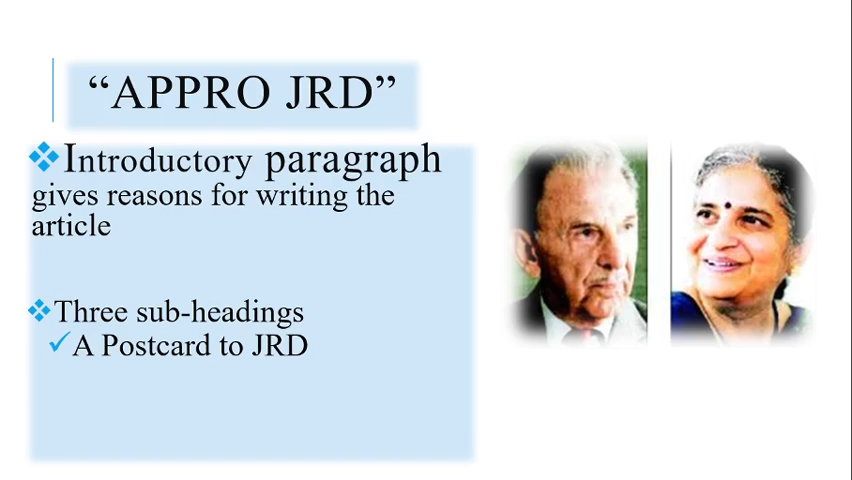 “APPRO JRD”
Introductory paragraph
gives reasons for writing the
article
Three sub-headings
A Postcard to JRD